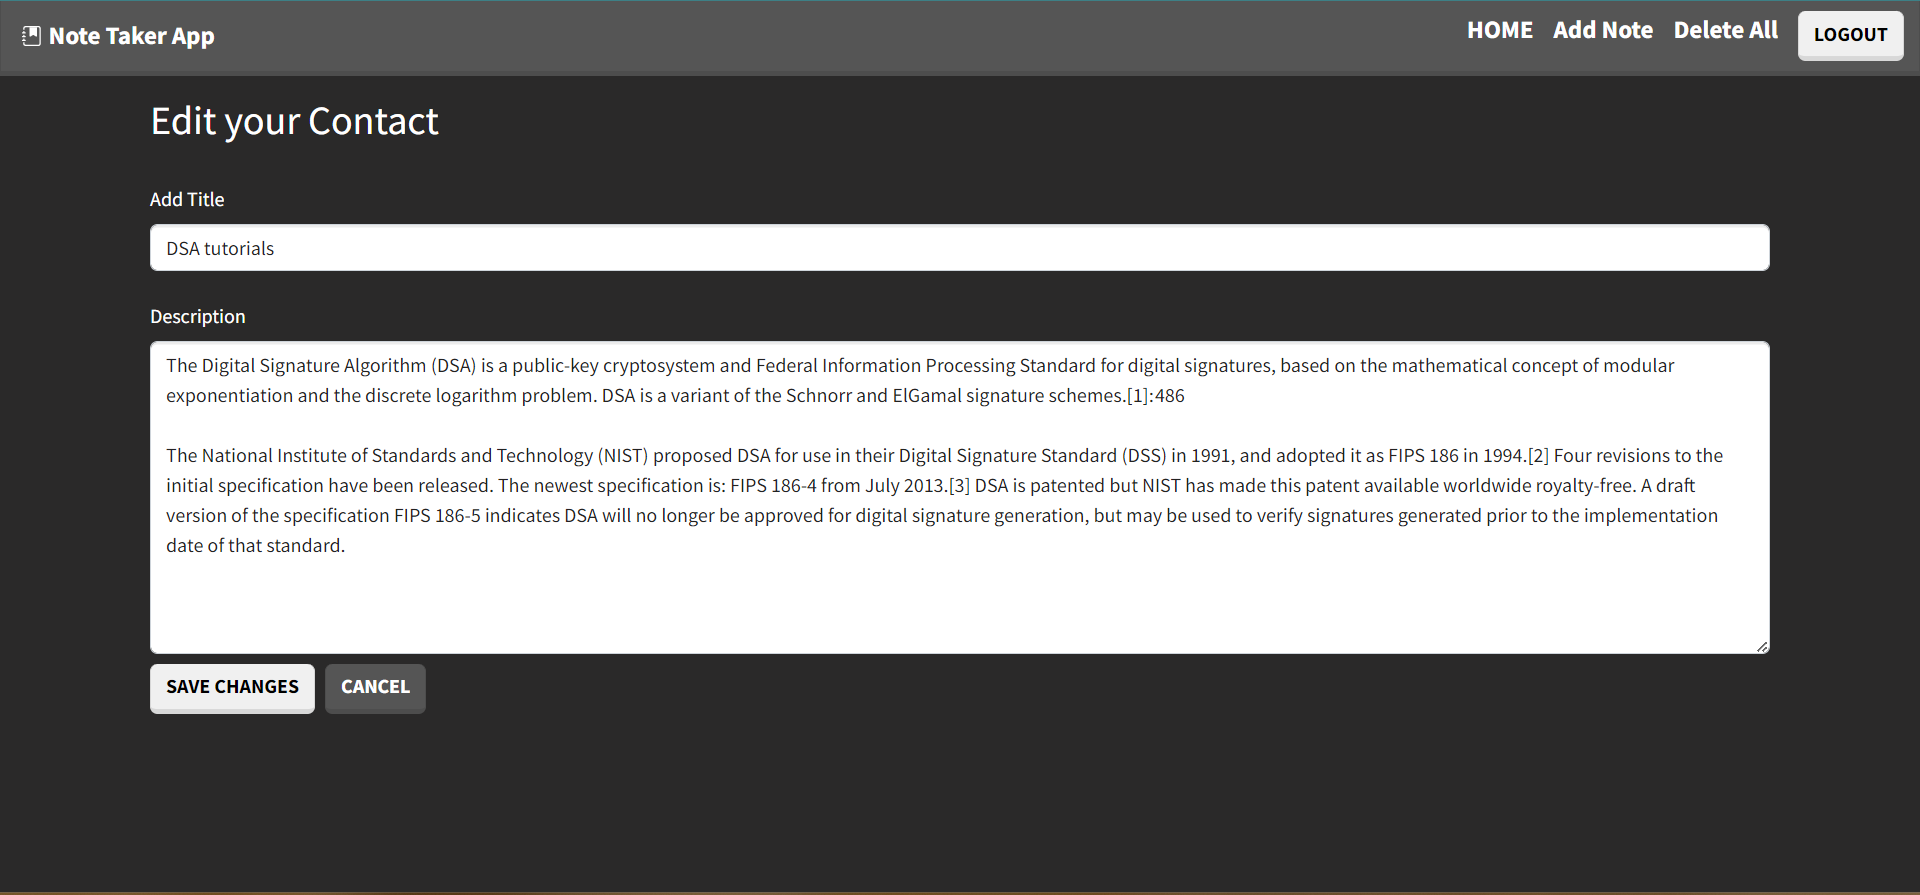 Note Taker App
HOME Add Note Delete All LOGOUT
Edit your Contact
Add Title
DSA tutorials
Description
The Digital Signature Algorithm (DSA) is a public-key cryptosystem and Federal Information Processing Standard for digital signatures, based on the mathematical concept of modular
exponentiation and the discrete logarithm problem. DSA is a variant of the Schnorr and ElGamal signature schemes.[1]:486
The National Institute of Standards and Technology (NIST) proposed DSA for use in their Digital Signature Standard (DSS) in 1991, and adopted it as FIPS 186 in 1994.[2] Four revisions to the
initial specification have been released. The newest specification is: FIPS 186-4 from July 2013.[3] DSA is patented but NIST has made this patent available worldwide royalty-free. A draft
version of the specification FIPS 186-5 indicates DSA will no longer be approved for digital signature generation, but may be used to verify signatures generated prior to the implementation
date of that standard.
SAVE CHANGES CANCEL